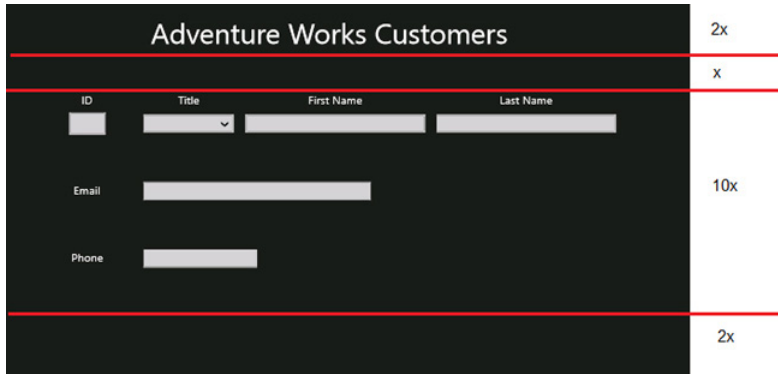 Adventure Works Customers 2x
x
ID Title First Name Last Name
10x
Email
Phone
2x